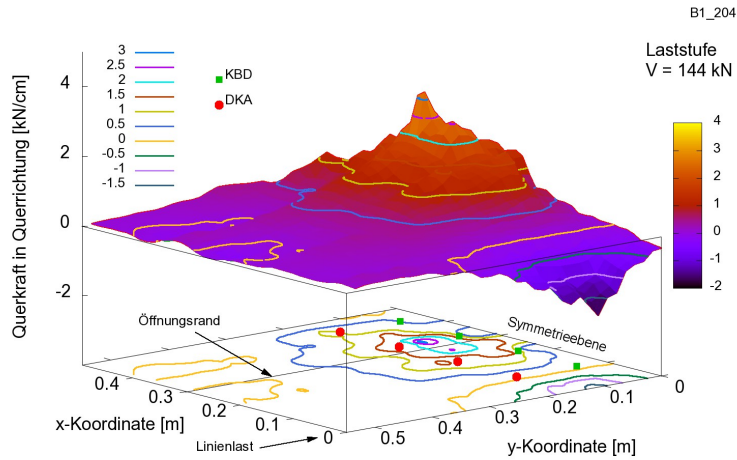 B1_204
Laststufe
V = 144 kN
3
2.5
2
1.5
1
0.5
0
-0.5
-1
-1.5
KBD
DKA
Querkraft in Querrichtung [kN/cm]
4
2
0
-2
4
3
2
1
0
-1
-2
Öffnungsrand
Symmetrieebene
0.4
0.3
0.2
0.1
0
x-Koordinate [m]
Linienlast
0.5
0.4
0.3
0.2
0.1
0
y-Koordinate [m]